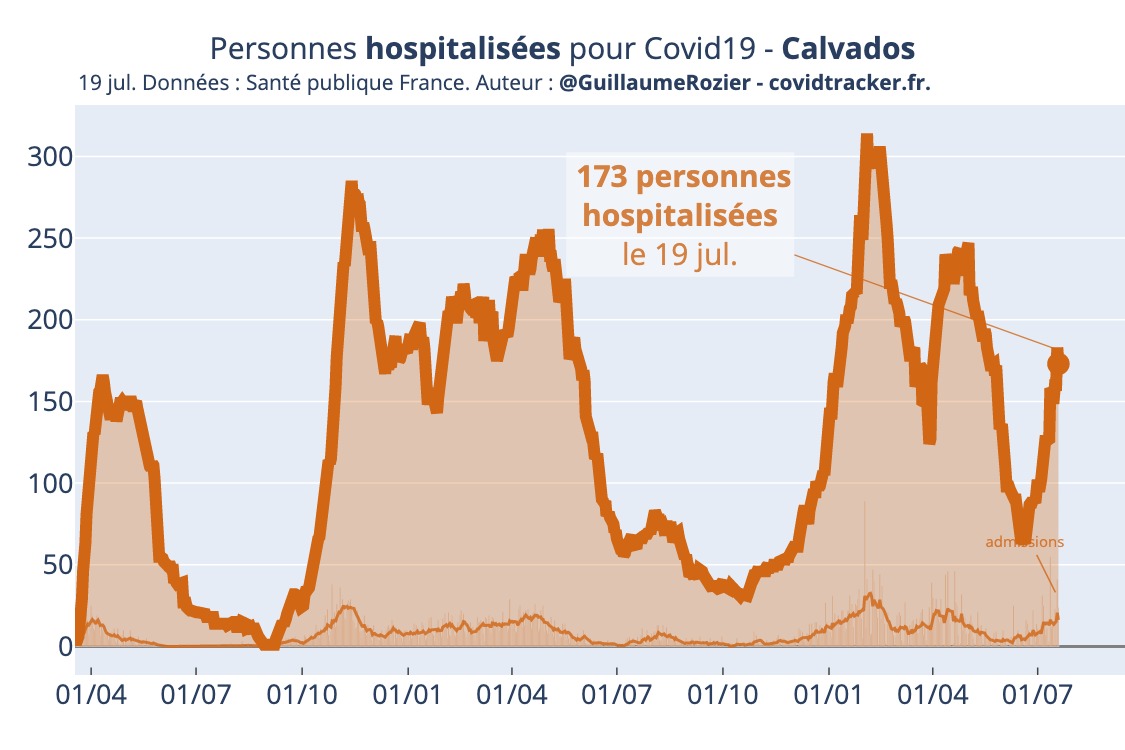 Personnes hospitalisées pour Covid19 - Calvados
19 jul. Données : Santé publique France. Auteur : @GuillaumeRozier - covidtracker.fr.
300
250
200
150
100
50
0
173 personnes
hospitalisées
le 19 jul.
admissions
01/04 01/07 01/10 01/01 01/04 01/07 01/10 01/01 01/04 01/07